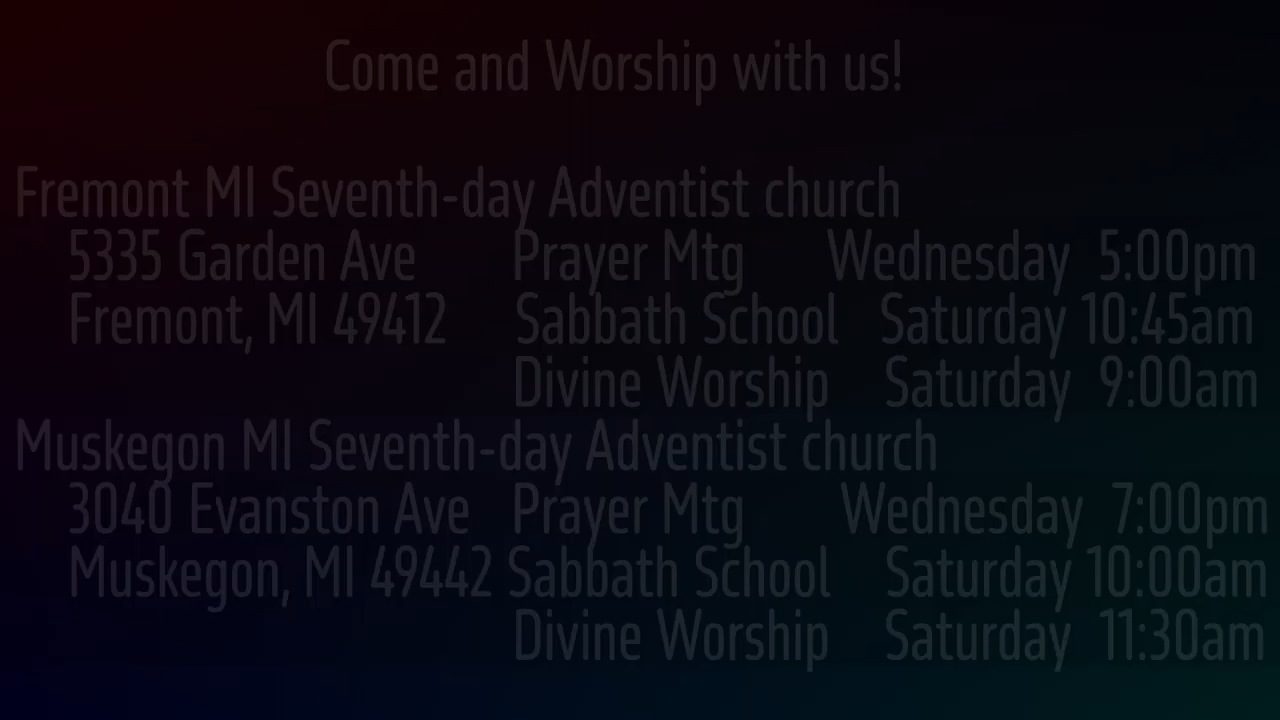 Come and Worship with us!
Fremont MI Seventh-day Adventist church
5335 Garden Ave Prayer Mtg Wednesday 5:00pm
Fremont, MI 49412 Sabbath School Saturday 10:45am
Divine Worship Saturday 9:00am
Muskegon MI Seventh-day Adventist church
3040 Evanston Ave Prayer Mtg Wednesday 7:00pm
Muskegon, MI 49442 Sabbath School Saturday 10:00am
Divine Worship Saturday 11:30am